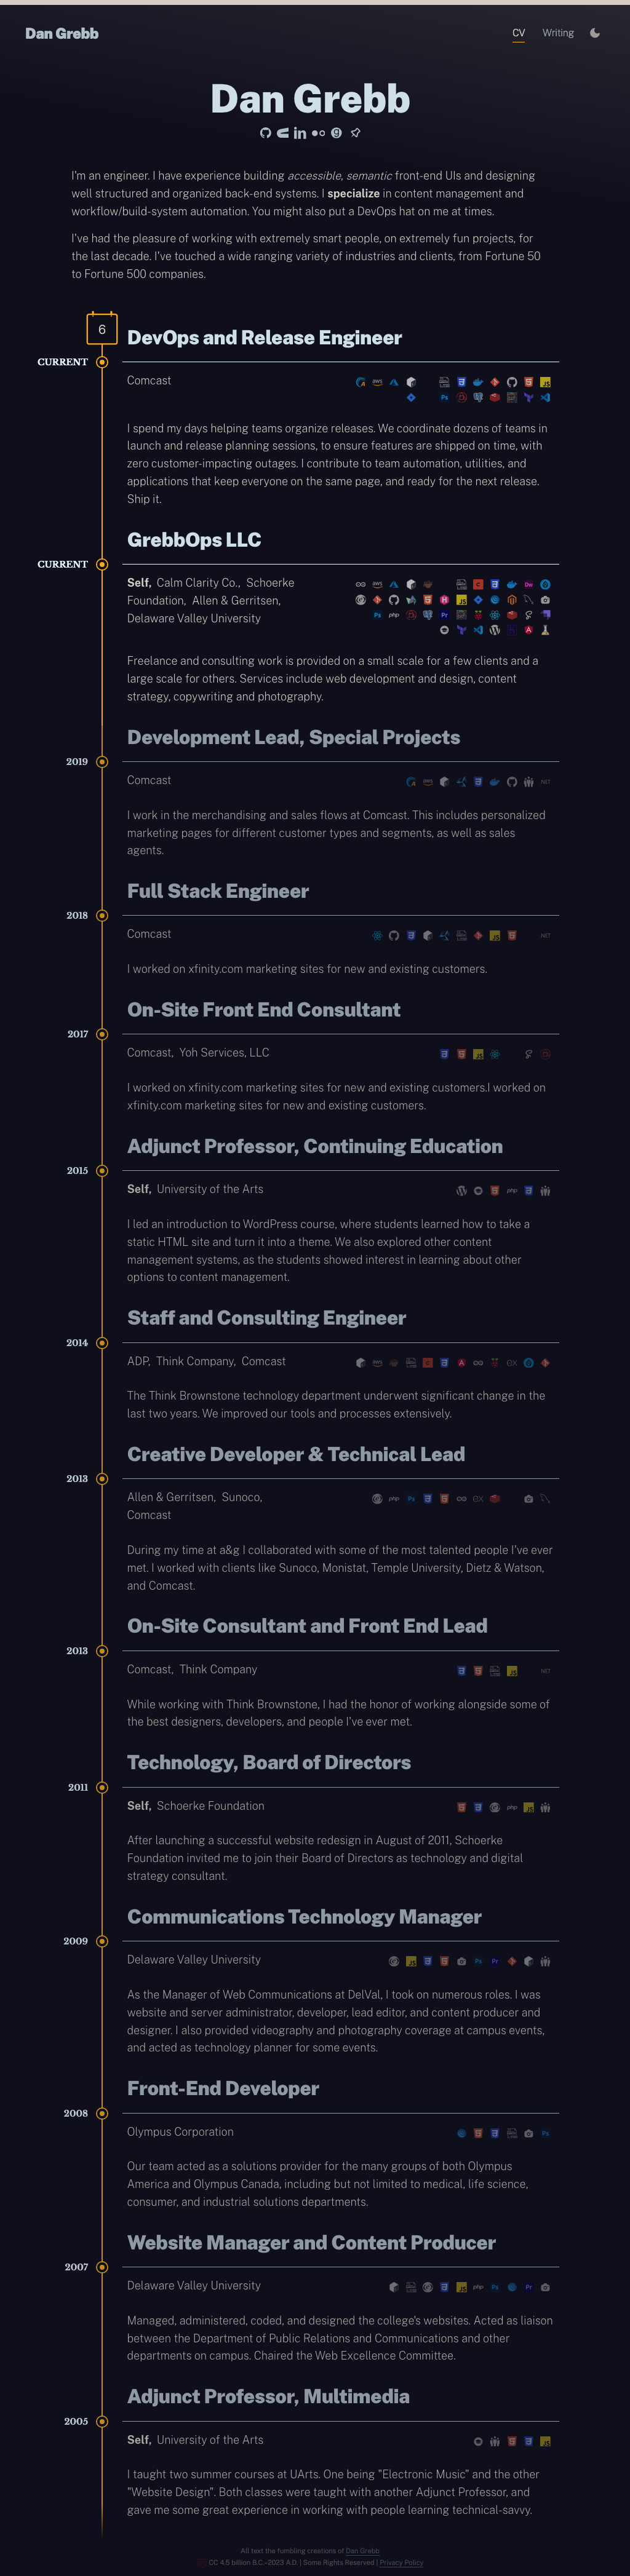 Dan Grebb
CV Writing
Dan Grebb
I'm an engineer. I have experience building accessible, semantic front-end UIs and designing
well structured and organized back-end systems. I specialize in content management and
workflow/build-system automation. You might also put a DevOps hat on me at times.
I've had the pleasure of working with extremely smart people, on extremely fun projects, for
the last decade. I've touched a wide ranging variety of industries and clients, from Fortune 50
to Fortune 500 companies.
6
DevOps and Release Engineer
CURRENT
Comcast
I spend my days helping teams organize releases. We coordinate dozens of teams in
launch and release planning sessions, to ensure features are shipped on time, with
zero customer-impacting outages. I contribute to team automation, utilities, and
applications that keep everyone on the same page, and ready for the next release.
Ship it.
GrebbOps LLC
CURRENT
Self, Calm Clarity Co., Schoerke
Foundation, Allen & Gerritsen,
Delaware Valley University
Freelance and consulting work is provided on a small scale for a few clients and a
large scale for others. Services include web development and design, content
strategy, copywriting and photography.
Development Lead, Special Projects
2019
Comcast
I work in the merchandising and sales flows at Comcast. This includes personalized
marketing pages for different customer types and segments, as well as sales
agents.
Full Stack Engineer
2018
Comcast
I worked on xfinity.com marketing sites for new and existing customers.
On-Site Front End Consultant
2017
Comcast, Yoh Services, LLC
I worked on xfinity.com marketing sites for new and existing customers.I worked on
xfinity.com marketing sites for new and existing customers.
Adjunct Professor, Continuing Education
2015
Self, University of the Arts
I led an introduction to WordPress course, where students learned how to take a
static HTML site and turn it into a theme. We also explored other content
management systems, as the students showed interest in learning about other
options to content management.
Staff and Consulting Engineer
2014
ADP, Think Company, Comcast
The Think Brownstone technology department underwent significant change in the
last two years. We improved our tools and processes extensively.
Creative Developer & Technical Lead
2013
Allen & Gerritsen, Sunoco,
Comcast
During my time at a&g I collaborated with some of the most talented people I've ever
met. I worked with clients like Sunoco, Monistat, Temple University, Dietz & Watson,
and Comcast.
On-Site Consultant and Front End Lead
2013
Comcast, Think Company
While working with Think Brownstone, I had the honor of working alongside some of
the best designers, developers, and people I've ever met.
Technology, Board of Directors
2011
Self, Schoerke Foundation
After launching a successful website redesign in August of 2011, Schoerke
Foundation invited me to join their Board of Directors as technology and digital
strategy consultant.
Communications Technology Manager
2009
Delaware Valley University
As the Manager of Web Communications at DelVal, I took on numerous roles. I was
website and server administrator, developer, lead editor, and content producer and
designer. I also provided videography and photography coverage at campus events,
and acted as technology planner for some events.
Front-End Developer
2008
Olympus Corporation
Our team acted as a solutions provider for the many groups of both Olympus
America and Olympus Canada, including but not limited to medical, life science,
consumer, and industrial solutions departments.
Website Manager and Content Producer
2007
Delaware Valley University
Managed, administered, coded, and designed the college's websites. Acted as liaison
between the Department of Public Relations and Communications and other
departments on campus. Chaired the Web Excellence Committee.
Adjunct Professor, Multimedia
2005
Self, University of the Arts
I taught two summer courses at UArts. One being "Electronic Music" and the other
"Website Design". Both classes were taught with another Adjunct Professor, and
gave me some great experience in working with people learning technical-savvy.
All text the fumbling creations of Dan Grebb
CC 4.5 billion B.C.–2023 A.D. | Some Rights Reserved | Privacy Policy